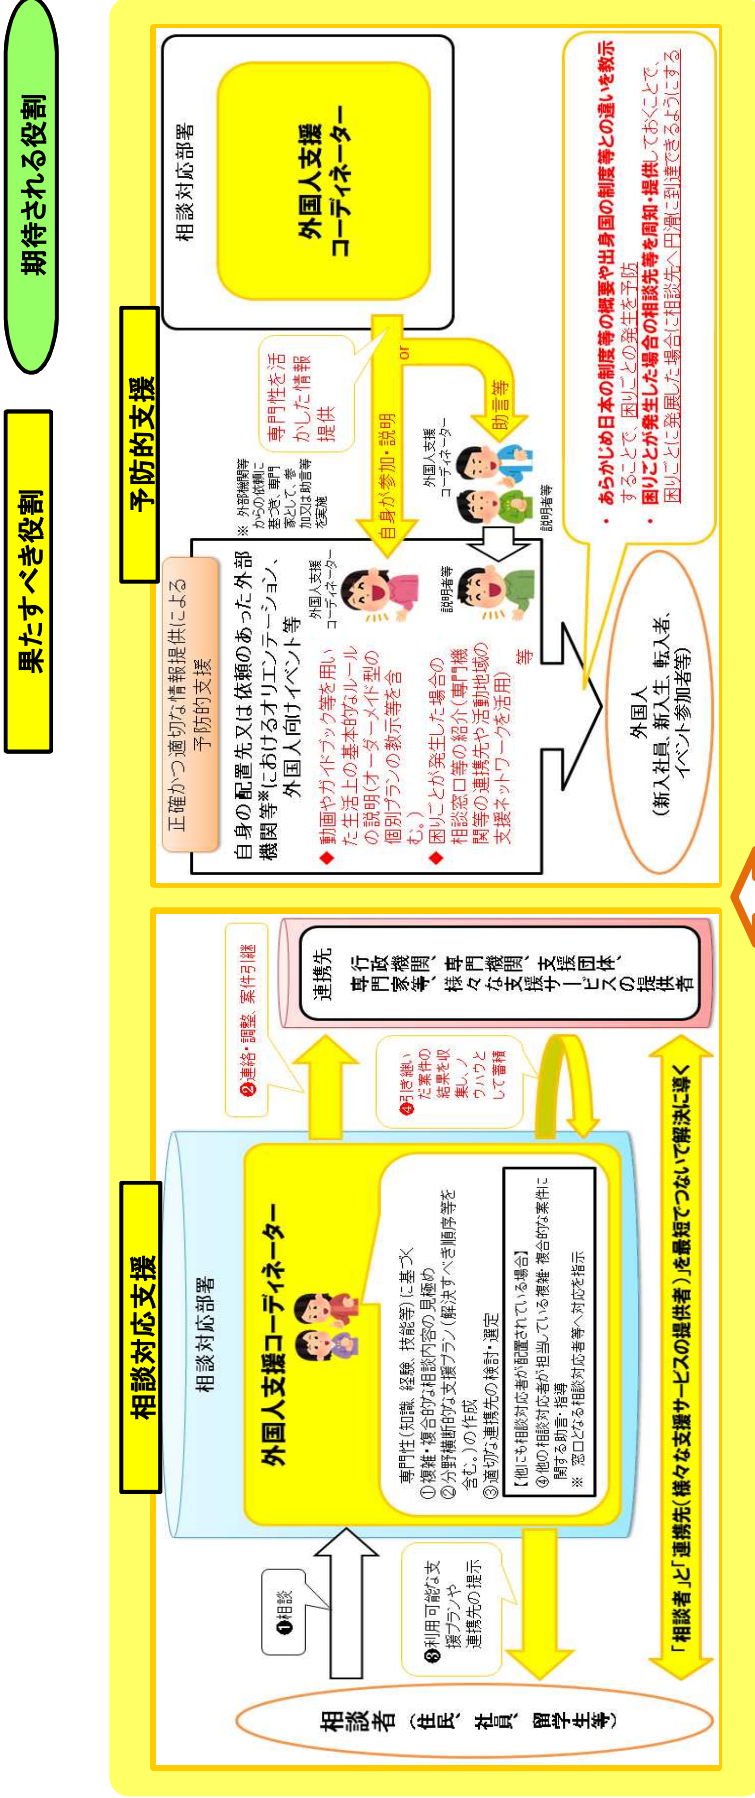 果たすべき役割
期待される役割
相談対応支援
相談者（住民、社員、留学生等）
❶相談
❸利用可能な支
援プランや
連携先の提示
相談対応部署
外国人支援コーディネーター
専門性（知識、経験、技能等）に基づく
①複雑・複合的な相談内容の見極め
②分野横断的な支援プラン（解決すべき順序等を
含む。）の作成
③適切な連携先の検討・選定
【他にも相談対応者が配置されている場合】
④他の相談対応者が担当している複雑・複合的な案件に
関する助言・指導
※　窓口となる相談対応者等へ対応を指示
❷連絡・調整、案件引継
❹引き継い
だ案件の
結果を収
集し、ノ
ウハウと
して蓄積
連携先
行政機関、専門機関、支援団体、
専門家等、様々な支援サービスの提供者
「相談者」と「連携先（様々な支援サービスの提供者）」を最短でつないで解決に導く
予防的支援
正確かつ適切な情報提供による
予防的支援
自身の配置先又は依頼のあった外部
機関等※におけるオリエンテーション、
外国人向けイベント等
◆ 動画やガイドブック等を用い
た生活上の基本的なルール
の説明（オーダーメイド型の
個別プランの教示等を含
む。）
◆ 困りごとが発生した場合の
相談窓口等の紹介（専門機
関等の連携先や活動地域の
支援ネットワークを活用）
等
外国人支援
コーディネーター
説明者等
※ 外部機関等
からの依頼に
基づき、専門
家として、参
加又は助言等
を実施
専門性を活
かした情報
提供
自身が参加・説明
or
助言等
外国人支援
コーディネーター
説明者等
相談対応部署
外国人支援
コーディネーター
外国人
（新入社員、新入生、転入者、
イベント参加者等）
・ あらかじめ日本の制度等の概要や出身国の制度等との違いを教示
することで、困りごとの発生を予防
・ 困りごとが発生した場合の相談先等を周知・提供しておくことで、
困りごとに発展した場合に相談先へ円滑に到達できるようにする